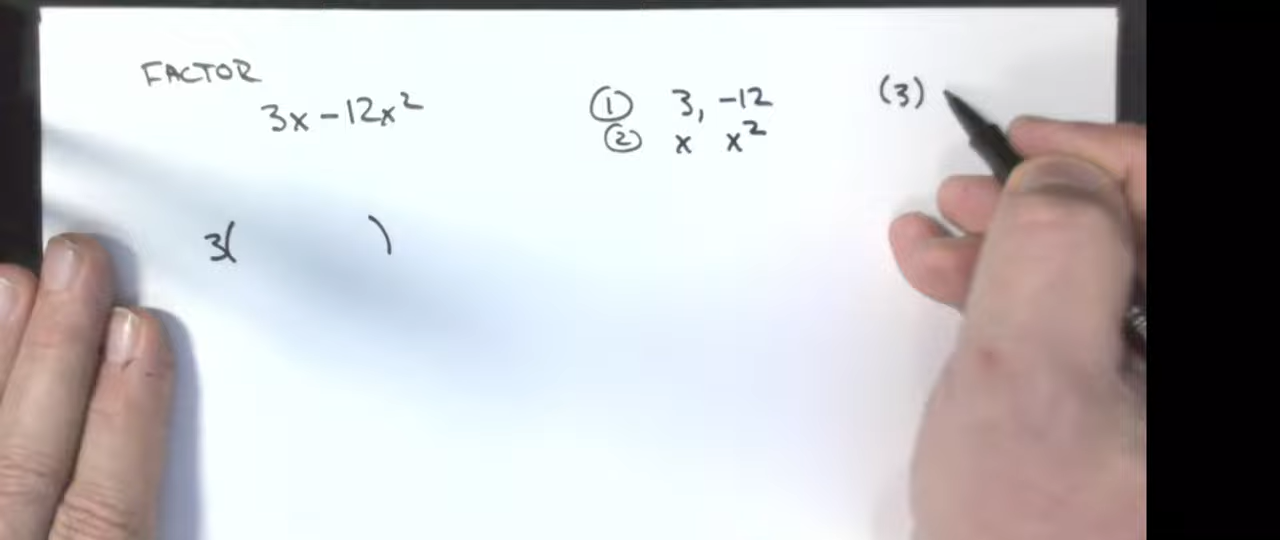 FACTOR
3x - 12x²
① 3, -12 (3)
② x x²
3( )